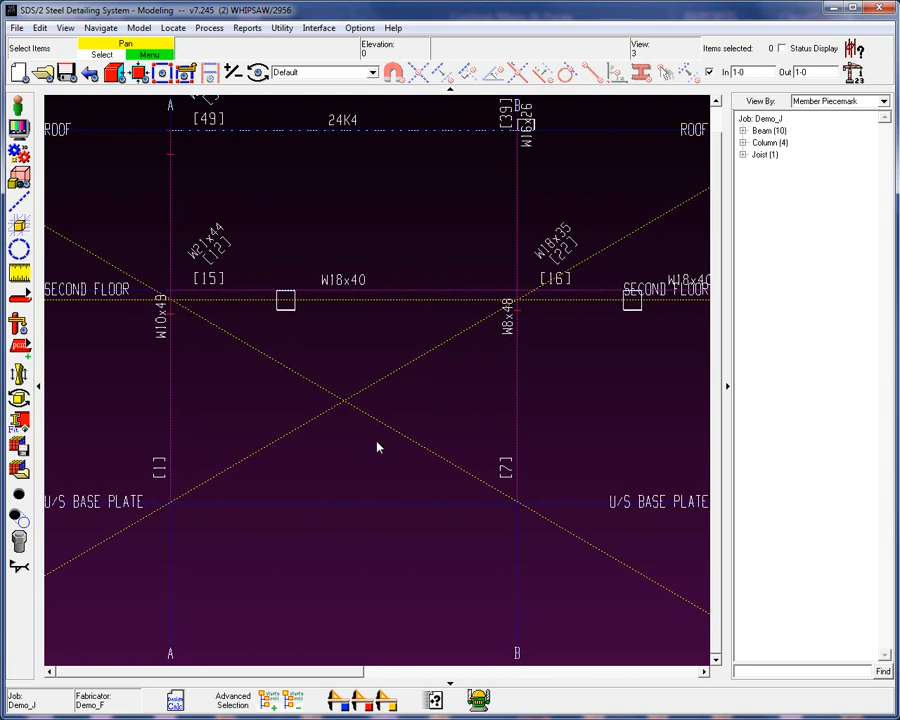 SDS/2 Steel Detailing System - Modeling -- v7.245 (2) WHIPSAW/2956
File Edit View Navigate Modeling Locate Process Reports Utility Interface Options Help
Select Items
Pan
Select Menu
Elevation:
0
View:
3
Items selected: 0
Status Display
Default
In 1-0 Out 1-0
A
B
[49]
24K4
[39]
W16x26
ROOF
ROOF
View By: Member Piecemark
Job: Demo_J
Beam (10)
Column (4)
Joist (1)
W21x44
[12]
W18x35
[22]
[15]
W18x40
[16]
W18x40
SECOND FLOOR
SECOND FLOOR
W10x49
W8x48
[1]
[7]
U/S BASE PLATE
U/S BASE PLATE
A
B
Find
Job:
Demo_J
Fabricator:
Demo_F
Design
Calc
Advanced
Selection